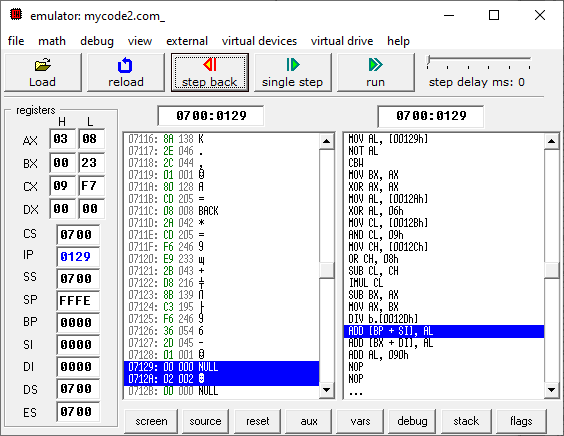 emulator: mycode2.com_
file math debug view external virtual devices virtual drive help
Load reload step back single step run step delay ms: 0
registers
H L
AX 03 08
BX 00 23
CX 09 F7
DX 00 00
CS 0700
IP 0129
SS 0700
SP FFFE
BP 0000
SI 0000
DI 0000
DS 0700
ES 0700
0700:0129
07116: 8A 138 К
07117: 2E 046 .
07118: 2C 044 ,
07119: 01 001 ☺
0711A: 80 128 А
0711B: CD 205 =
0711C: 08 008 BACK
0711D: 2A 042 *
0711E: CD 205 =
0711F: F6 246 9
07120: E9 233 щ
07121: 2B 043 +
07122: D8 216 ╪
07123: 8B 139 Л
07124: C3 195 ├
07125: F6 246 9
07126: 36 054 6
07127: 2D 045 -
07128: 01 001 ☺
07129: 00 000 NULL
0712A: 02 002 ☻
0712B: 00 000 NULL
0700:0129
MOV AL, [00129h]
NOT AL
CBW
MOV BX, AX
XOR AX, AX
MOV AL, [0012Ah]
XOR AL, 06h
MOV CL, [0012Bh]
AND CL, 09h
MOV CH, [0012Ch]
OR CH, 08h
SUB CL, CH
IMUL CL
SUB BX, AX
MOV AX, BX
DIV b.[0012Dh]
ADD [BP + SI], AL
ADD [BX + DI], AL
ADD AL, 090h
NOP
NOP
...
screen source reset aux vars debug stack flags